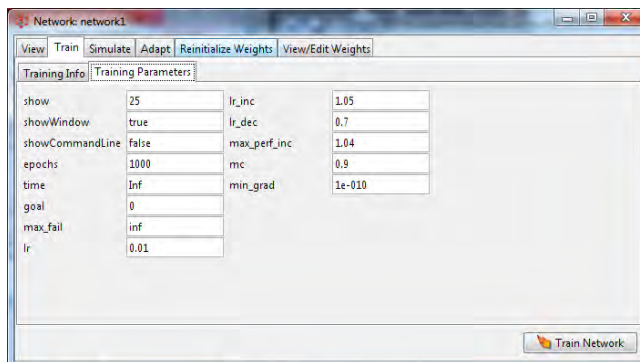 Network: network1
View Train Simulate Adapt Reinitialize Weights View/Edit Weights
Training Info Training Parameters
show 25 lr_inc 1.05
showWindow true lr_dec 0.7
showCommandLine false max_perf_inc 1.04
epochs 1000 mc 0.9
time Inf min_grad 1e-010
goal 0
max_fail inf
lr 0.01
Train Network